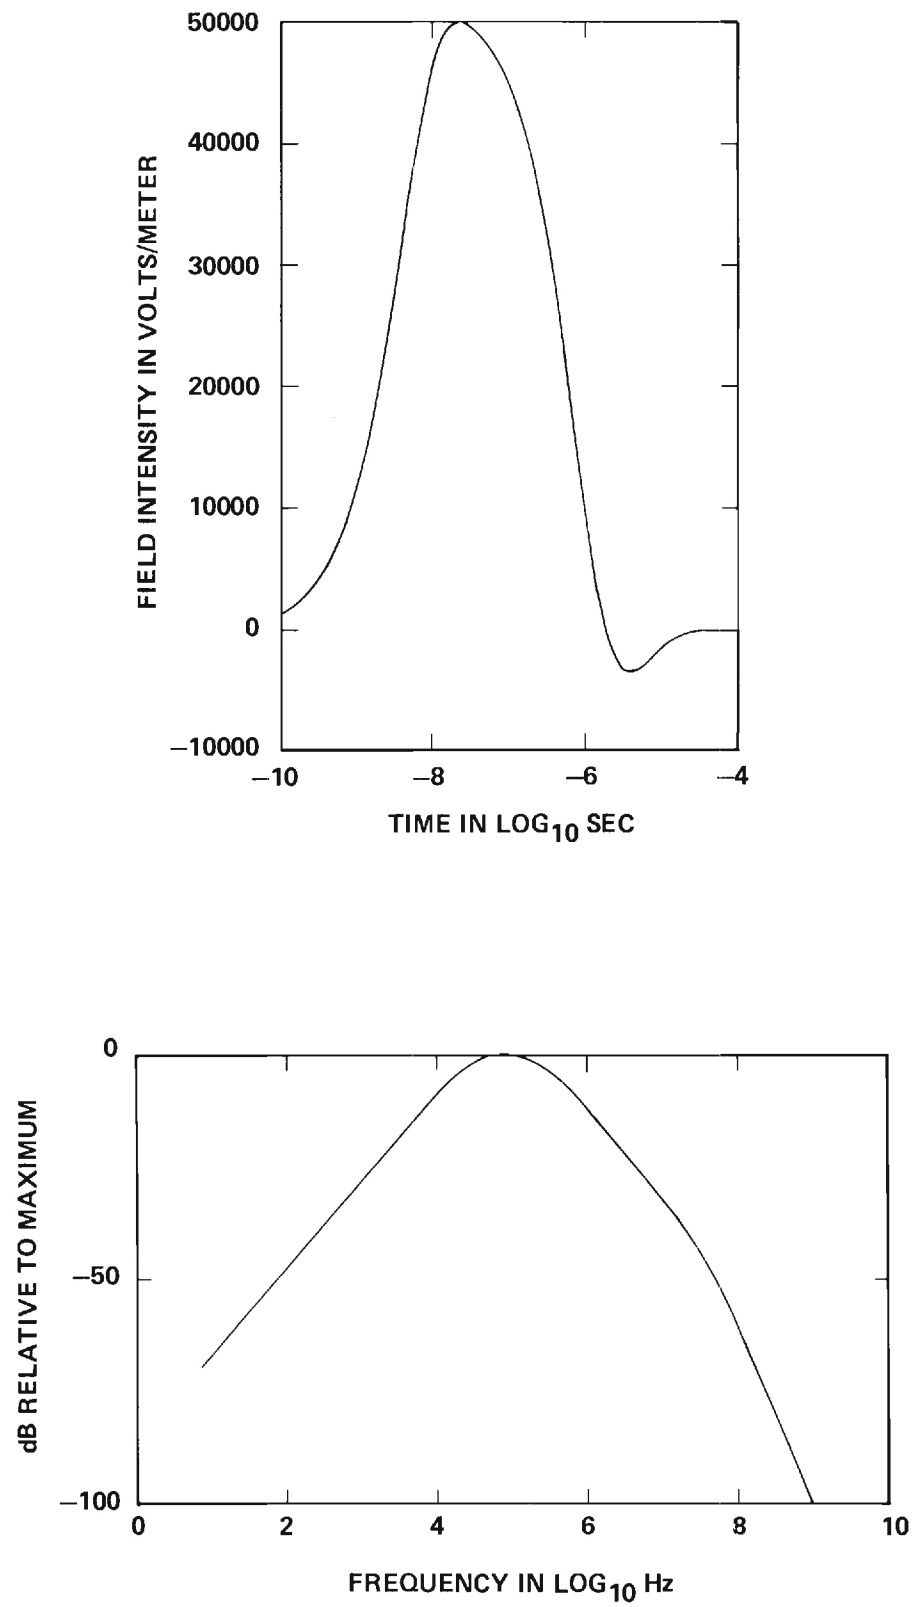 50000
40000
30000
20000
10000
0
−10000
FIELD INTENSITY IN VOLTS/METER
−10 −8 −6 −4
TIME IN LOG10 SEC
0
−50
−100
dB RELATIVE TO MAXIMUM
0 2 4 6 8 10
FREQUENCY IN LOG10 Hz